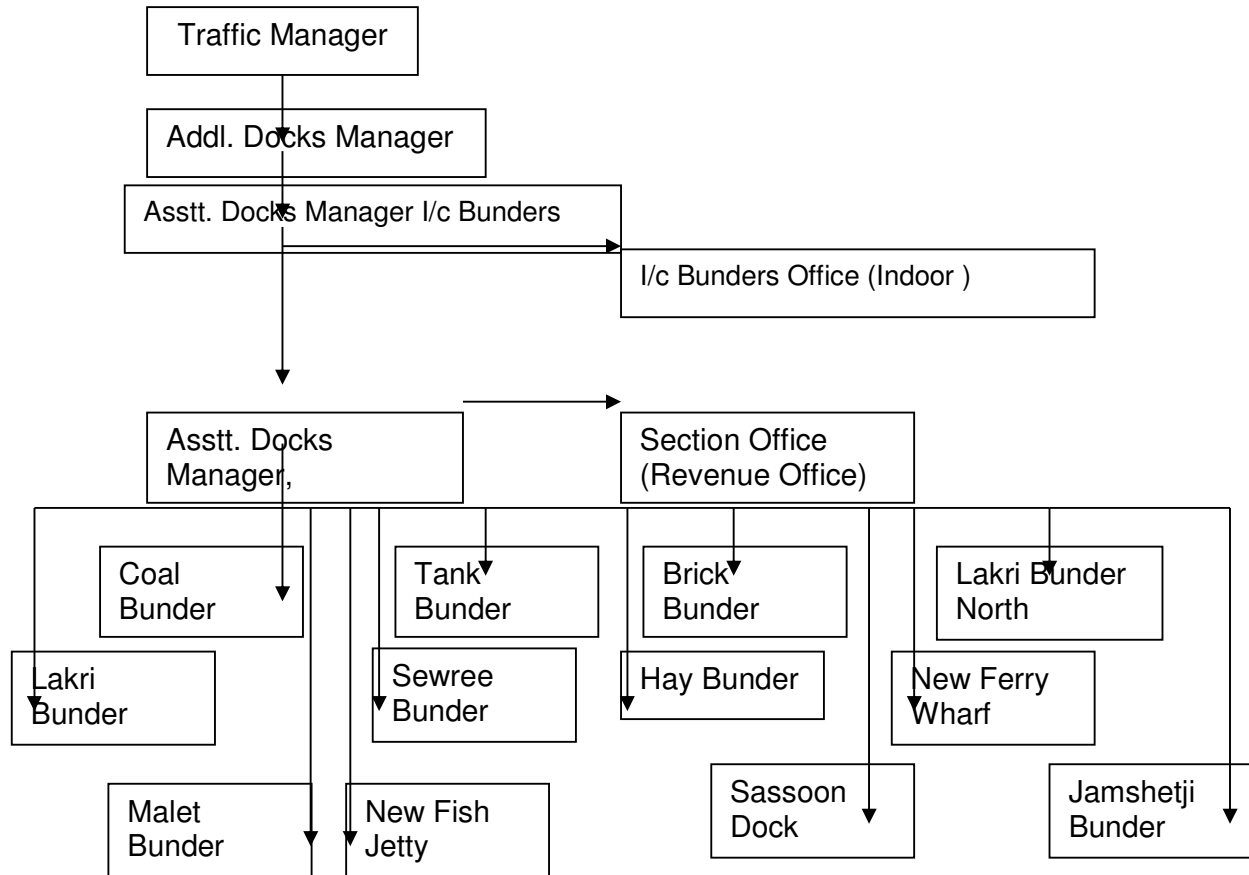 Traffic Manager
Addl. Docks Manager
Asstt. Docks Manager I/c Bunders
I/c Bunders Office (Indoor )
Asstt. Docks
Manager,
Section Office
(Revenue Office)
Coal
Bunder
Tank
Bunder
Brick
Bunder
Lakri Bunder
North
Lakri
Bunder
Sewree
Bunder
Hay Bunder
New Ferry
Wharf
Malet
Bunder
New Fish
Jetty
Sassoon
Dock
Jamshetji
Bunder